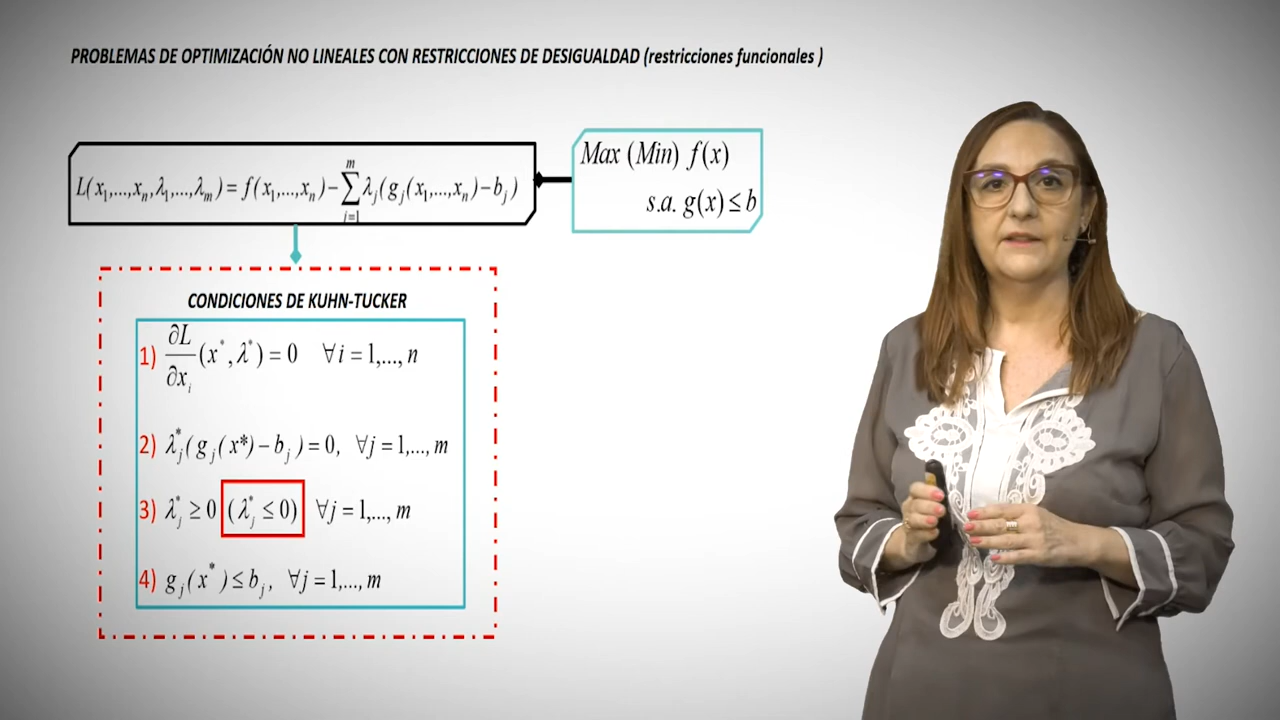 PROBLEMAS DE OPTIMIZACIÓN NO LINEALES CON RESTRICCIONES DE DESIGUALDAD (restricciones funcionales )
Max (Min) f(x)
s.a. g(x) ≤ b
L(x₁,...,xₙ,λ₁,...,λₘ) = f(x₁,...,xₙ) − ∑_{j=1}^{m} λⱼ(gⱼ(x₁,...,xₙ) − bⱼ)
CONDICIONES DE KUHN-TUCKER
1) ∂L/∂xᵢ (x*, λ*) = 0 ∀i = 1,..., n
2) λⱼ*(gⱼ(x*) − bⱼ) = 0, ∀j = 1,..., m
3) λⱼ* ≥ 0 (λⱼ* ≤ 0) ∀j = 1,..., m
4) gⱼ(x*) ≤ bⱼ, ∀j = 1,..., m